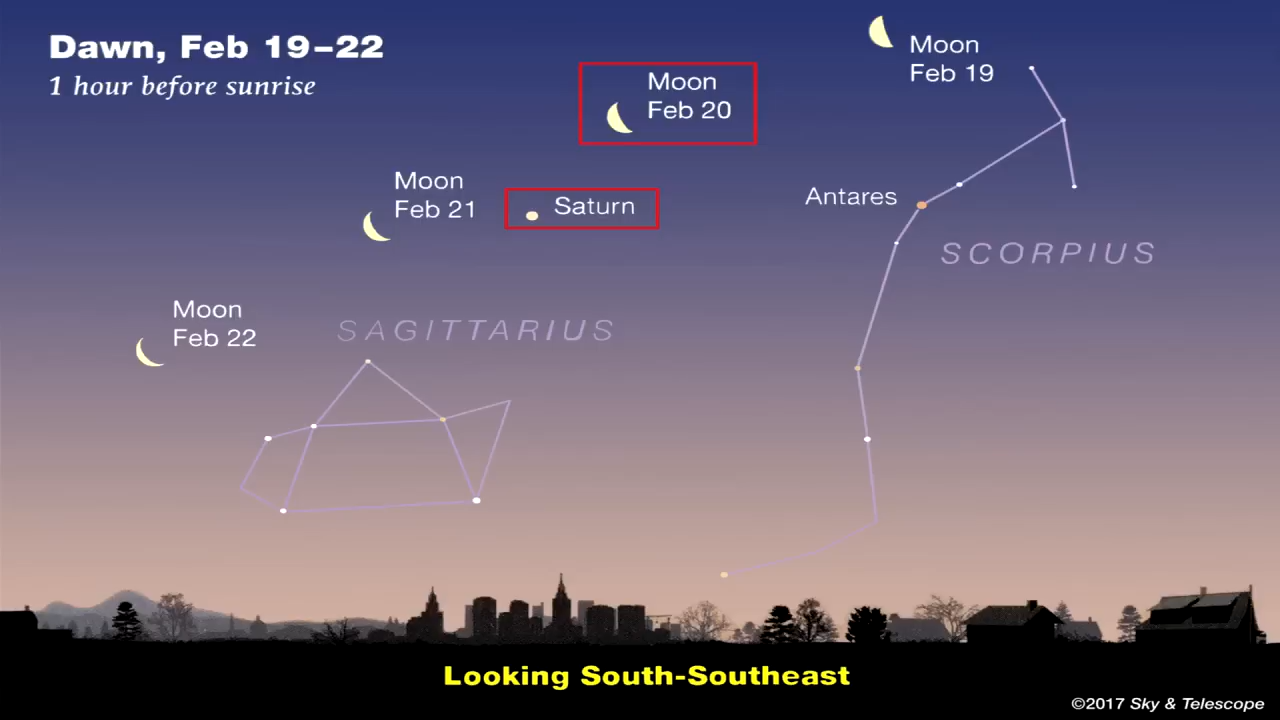 Dawn, Feb 19–22
1 hour before sunrise
Moon
Feb 19
Moon
Feb 20
Moon
Feb 21
Saturn
Antares
SCORPIUS
Moon
Feb 22
SAGITTARIUS
Looking South-Southeast
©2017 Sky & Telescope